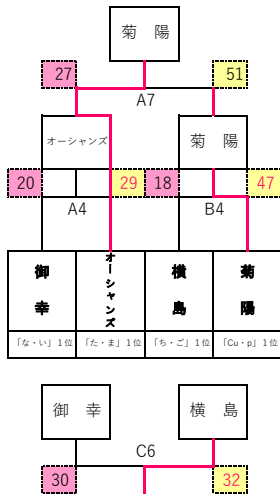 菊　陽
27
51
A7
オーシャンズ
菊　陽
20
29
18
47
A4
B4
御幸
オーシャンズ
横島
菊陽
「な・い」１位
「た・ま」１位
「ち・ご」１位
「Cu・p」１位
御　幸
横　島
C6
30
32